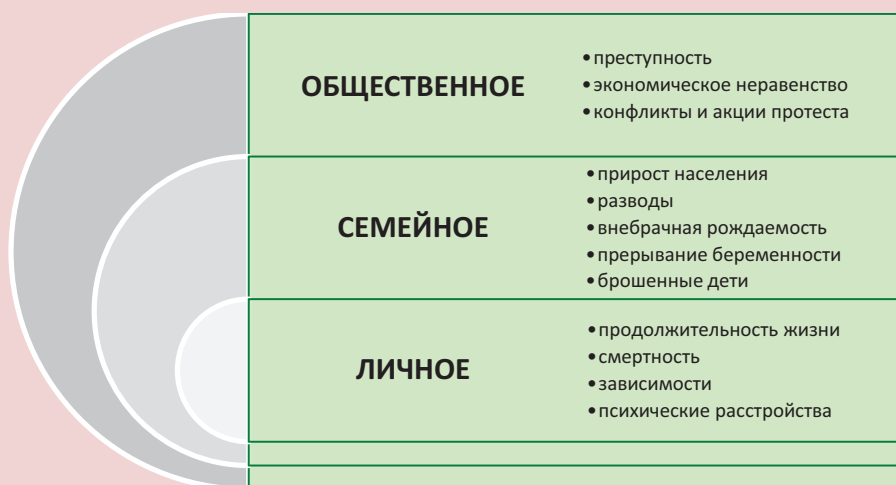 ОБЩЕСТВЕННОЕ
•преступность
•экономическое неравенство
•конфликты и акции протеста
СЕМЕЙНОЕ
•прирост населения
•разводы
•внебрачная рождаемость
•прерывание беременности
•брошенные дети
ЛИЧНОЕ
•продолжительность жизни
•смертность
•зависимости
•психические расстройства